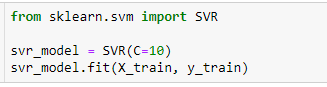 from sklearn.svm import SVR
svr_model = SVR(C=10)
svr_model.fit(X_train, y_train)